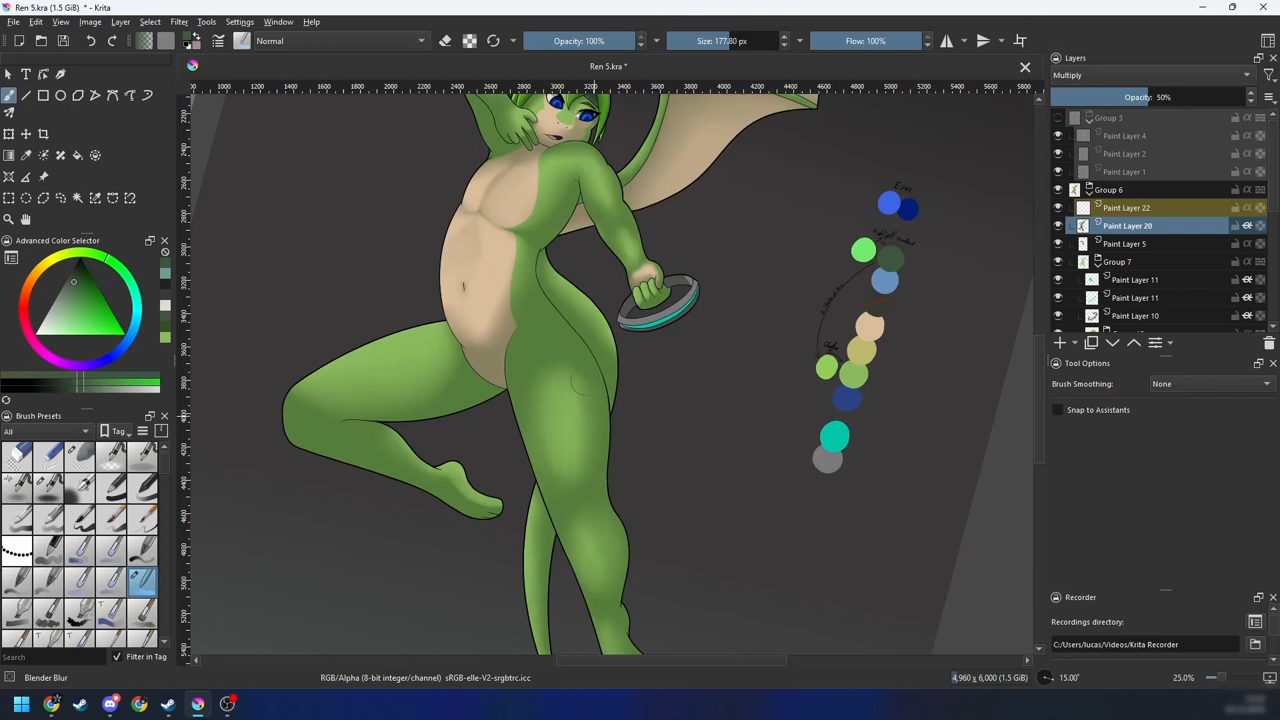 Ren 5.kra (1.5 GiB) * - Krita
File Edit View Image Layer Select Filter Tools Settings Window Help
Normal
Opacity: 100%
Size: 177.80 px
Flow: 100%
Ren 5.kra *
Layers
Multiply
Opacity: 50%
Group 3
Paint Layer 4
Paint Layer 2
Paint Layer 1
Group 6
Paint Layer 22
Paint Layer 20
Paint Layer 5
Group 7
Paint Layer 11
Paint Layer 11
Paint Layer 10
Advanced Color Selector
Eyes
Tool Options
Brush Smoothing: None
Snap to Assistants
Brush Presets
All
Tag
Recorder
Recordings directory:
C:/Users/lucas/Videos/Krita Recorder
Search
Filter in Tag
Blender Blur
RGB/Alpha (8-bit integer/channel) sRGB-elle-V2-srgbtrc.icc
4,960 x 6,000 (1.5 GiB)
15.00°
25.0%